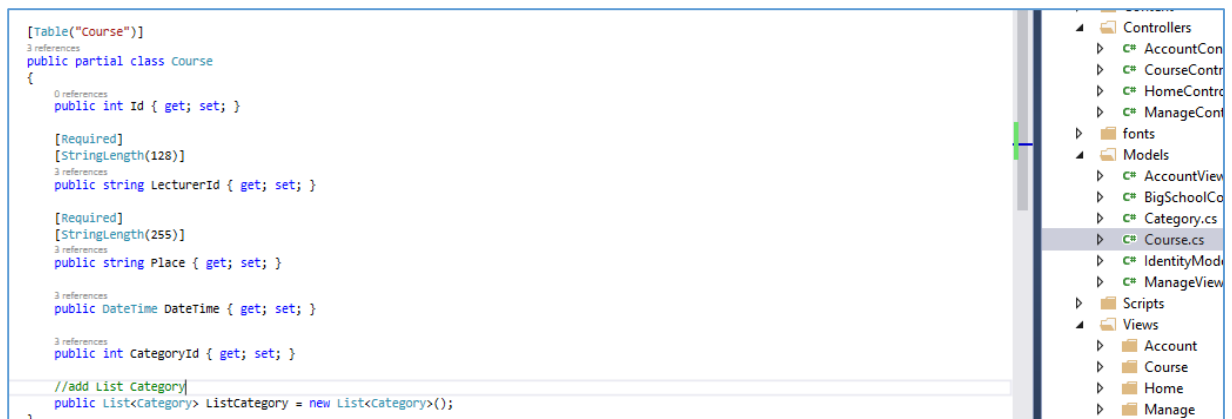 [Table("Course")]
3 references
public partial class Course
{
0 references
public int Id { get; set; }
[Required]
[StringLength(128)]
3 references
public string LecturerId { get; set; }
[Required]
[StringLength(255)]
3 references
public string Place { get; set; }
3 references
public DateTime DateTime { get; set; }
3 references
public int CategoryId { get; set; }
//add List Category
public List<Category> ListCategory = new List<Category>();
Controllers
C# AccountCon
C# CourseContr
C# HomeContro
C# ManageCont
fonts
Models
C# AccountView
C# BigSchoolCo
C# Category.cs
C# Course.cs
C# IdentityMode
C# ManageView
Scripts
Views
Account
Course
Home
Manage